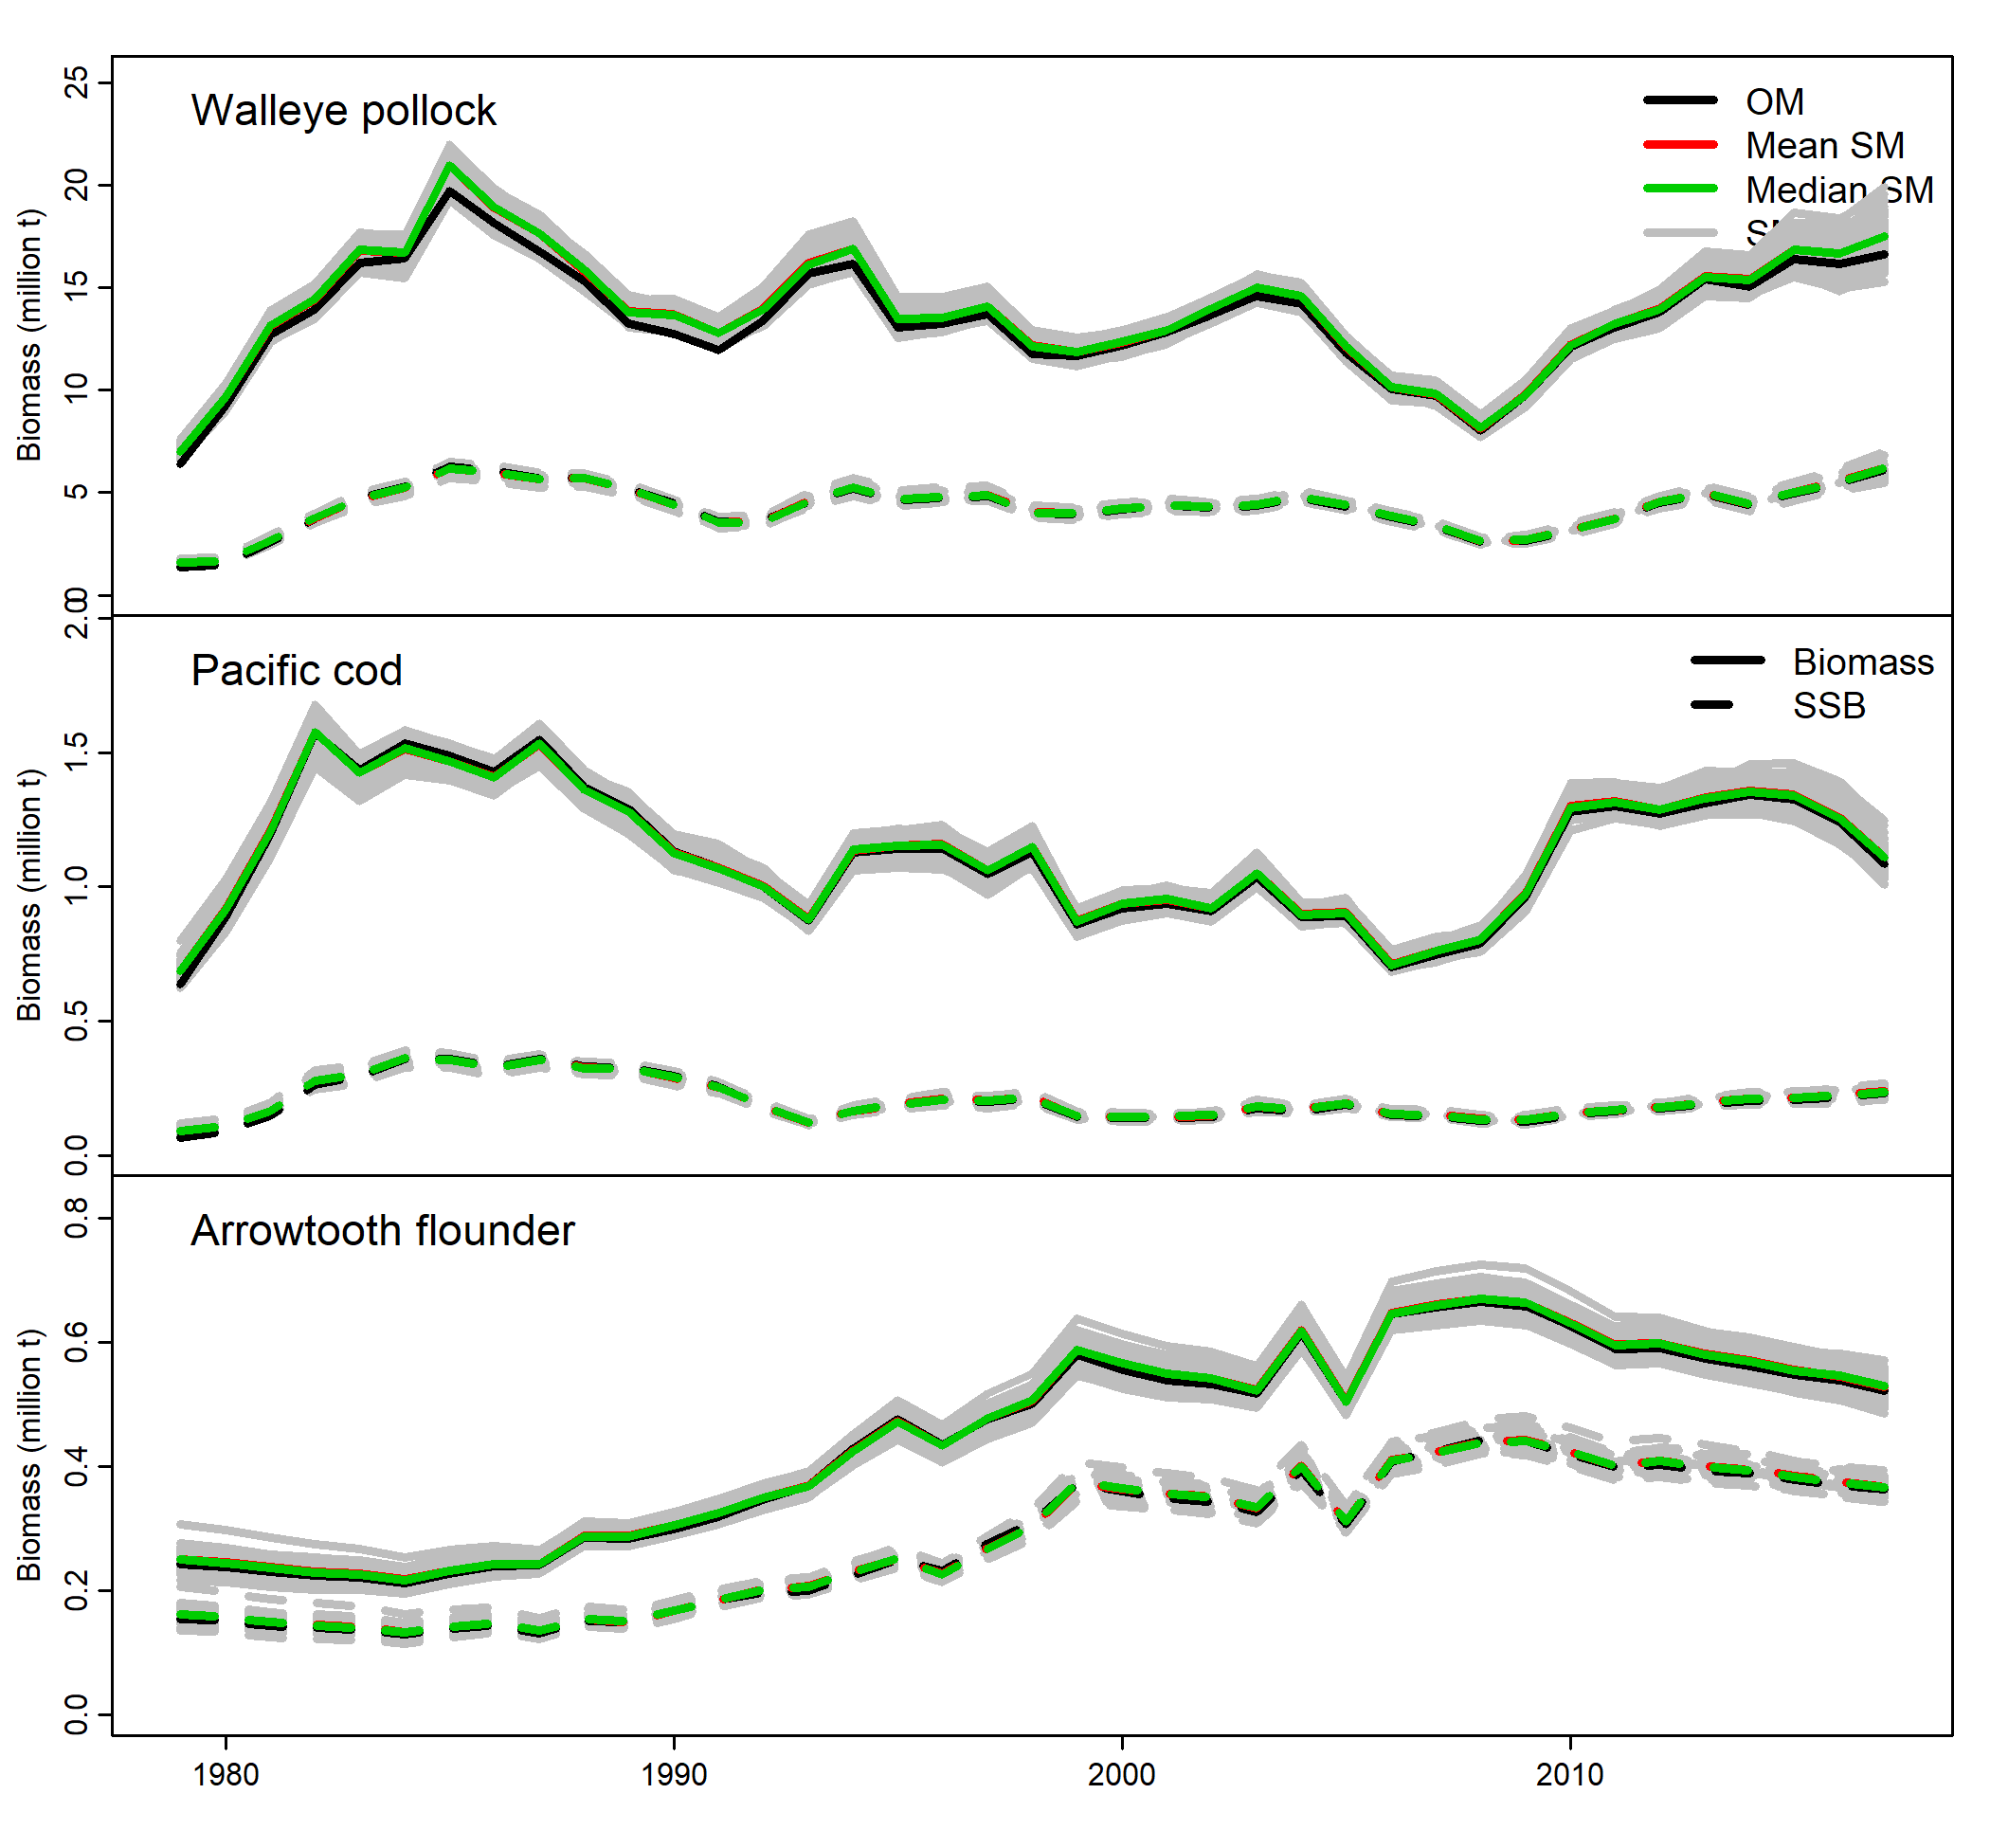 Walleye pollock
OM
Mean SM
Median SM
Biomass (million t)
25
20
15
10
5
0
Pacific cod
Biomass
SSB
Biomass (million t)
2.0
1.5
1.0
0.5
0.0
Arrowtooth flounder
Biomass (million t)
0.8
0.6
0.4
0.2
0.0
1980
1990
2000
2010